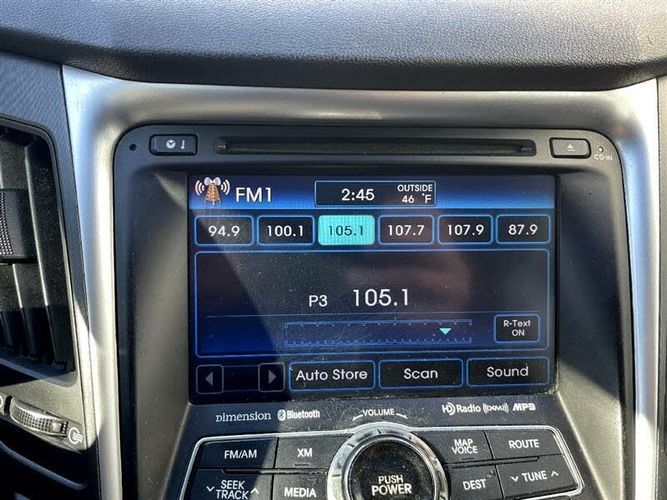 CD-IN
FM1 2:45 OUTSIDE 46 °F
94.9 100.1 105.1 107.7 107.9 87.9
P3 105.1
R-Text ON
Auto Store Scan Sound
Dimension Bluetooth VOLUME HD Radio (XM) MP3
FM/AM XM MAP VOICE ROUTE
SEEK TRACK MEDIA PUSH POWER DEST TUNE